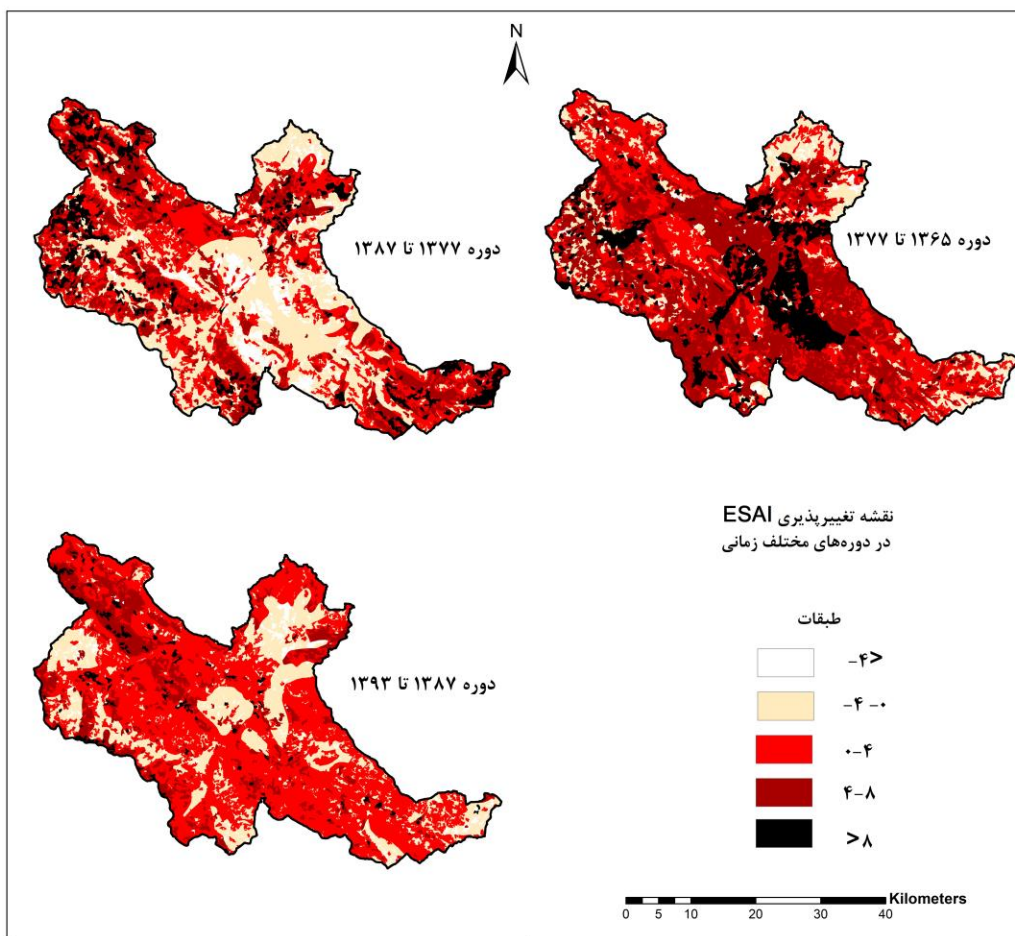 N
دوره ۱۳۶۵ تا ۱۳۷۷
دوره ۱۳۷۷ تا ۱۳۸۷
دوره ۱۳۸۷ تا ۱۳۹۳
نقشه تغییرپذیری ESAI
در دوره‌های مختلف زمانی
طبقات
-۴<
-۴-۰
۰-۴
۴-۸
>۸
Kilometers
0 5 10 20 30 40